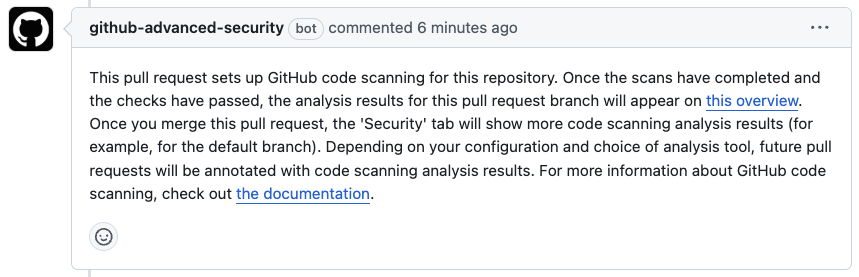 github-advanced-security bot commented 6 minutes ago
This pull request sets up GitHub code scanning for this repository. Once the scans have completed and
the checks have passed, the analysis results for this pull request branch will appear on this overview.
Once you merge this pull request, the 'Security' tab will show more code scanning analysis results (for
example, for the default branch). Depending on your configuration and choice of analysis tool, future pull
requests will be annotated with code scanning analysis results. For more information about GitHub code
scanning, check out the documentation.